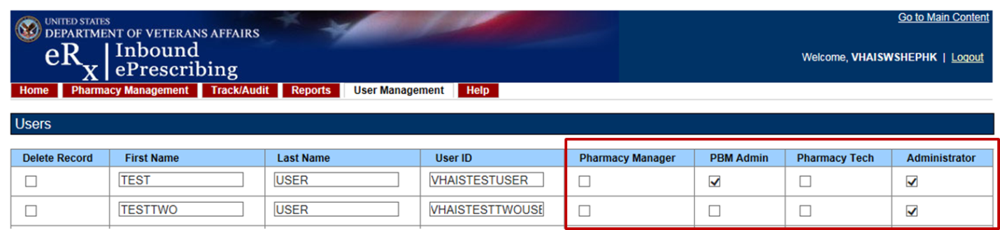 Go to Main Content
UNITED STATES
DEPARTMENT OF VETERANS AFFAIRS
eRx | Inbound
ePrescribing
Welcome, VHAISWSHEPHK | Logout
Home Pharmacy Management Track/Audit Reports User Management Help
Users
Delete Record First Name Last Name User ID Pharmacy Manager PBM Admin Pharmacy Tech Administrator
TEST USER VHAISTESTUSER
TESTTWO USER VHAISTESTTWOUSE